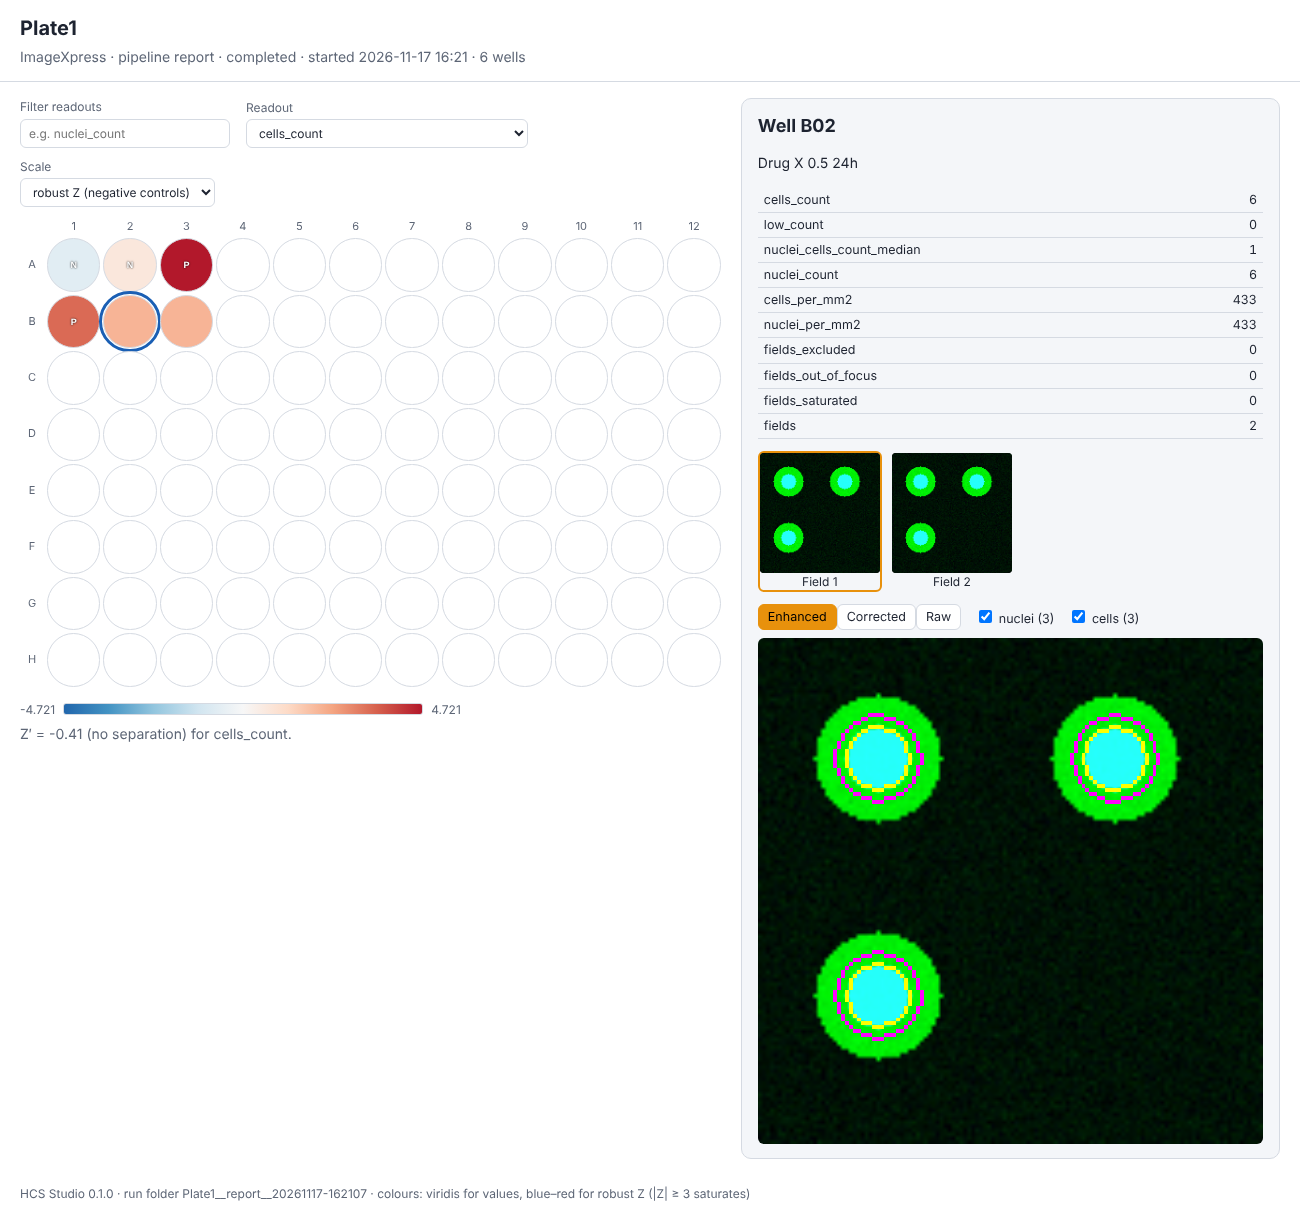 Plate1
ImageXpress · pipeline report · completed · started 2026-11-17 16:21 · 6 wells
Filter readouts
e.g. nuclei_count
Readout
cells_count
Scale
robust Z (negative controls)
1 2 3 4 5 6 7 8 9 10 11 12
A N N P
B P
C
D
E
F
G
H
-4.721 4.721
Z′ = -0.41 (no separation) for cells_count.
Well B02
Drug X 0.5 24h
cells_count 6
low_count 0
nuclei_cells_count_median 1
nuclei_count 6
cells_per_mm2 433
nuclei_per_mm2 433
fields_excluded 0
fields_out_of_focus 0
fields_saturated 0
fields 2
Field 1 Field 2
Enhanced Corrected Raw nuclei (3) cells (3)
HCS Studio 0.1.0 · run folder Plate1__report__20261117-162107 · colours: viridis for values, blue–red for robust Z (|Z| ≥ 3 saturates)